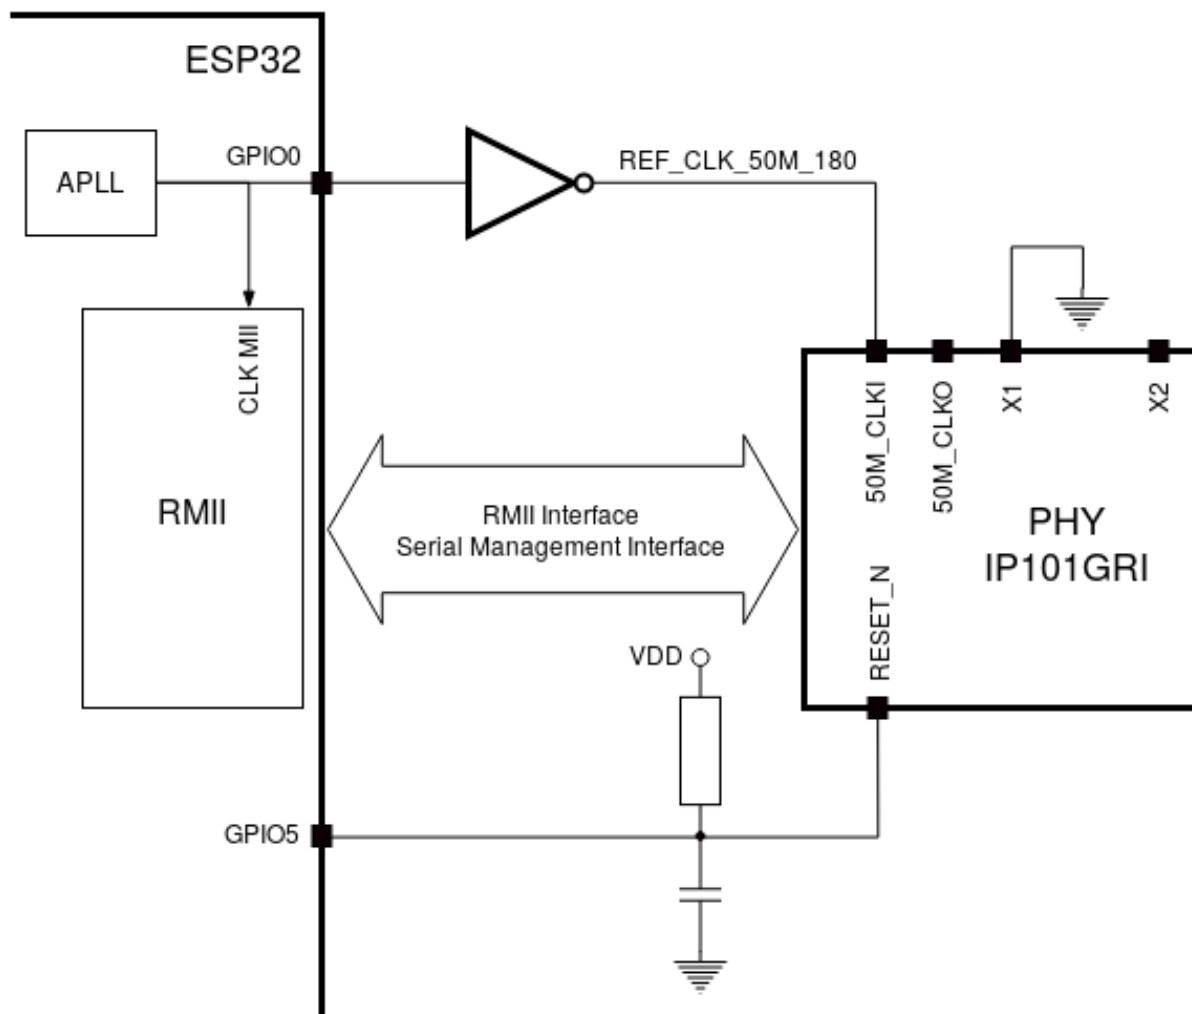 ESP32
GPIO0
APLL
REF_CLK_50M_180
CLK MII
RMII
RMII Interface
Serial Management Interface
50M_CLKI
50M_CLKO
X1
X2
PHY
IP101GRI
RESET_N
VDD
GPIO5